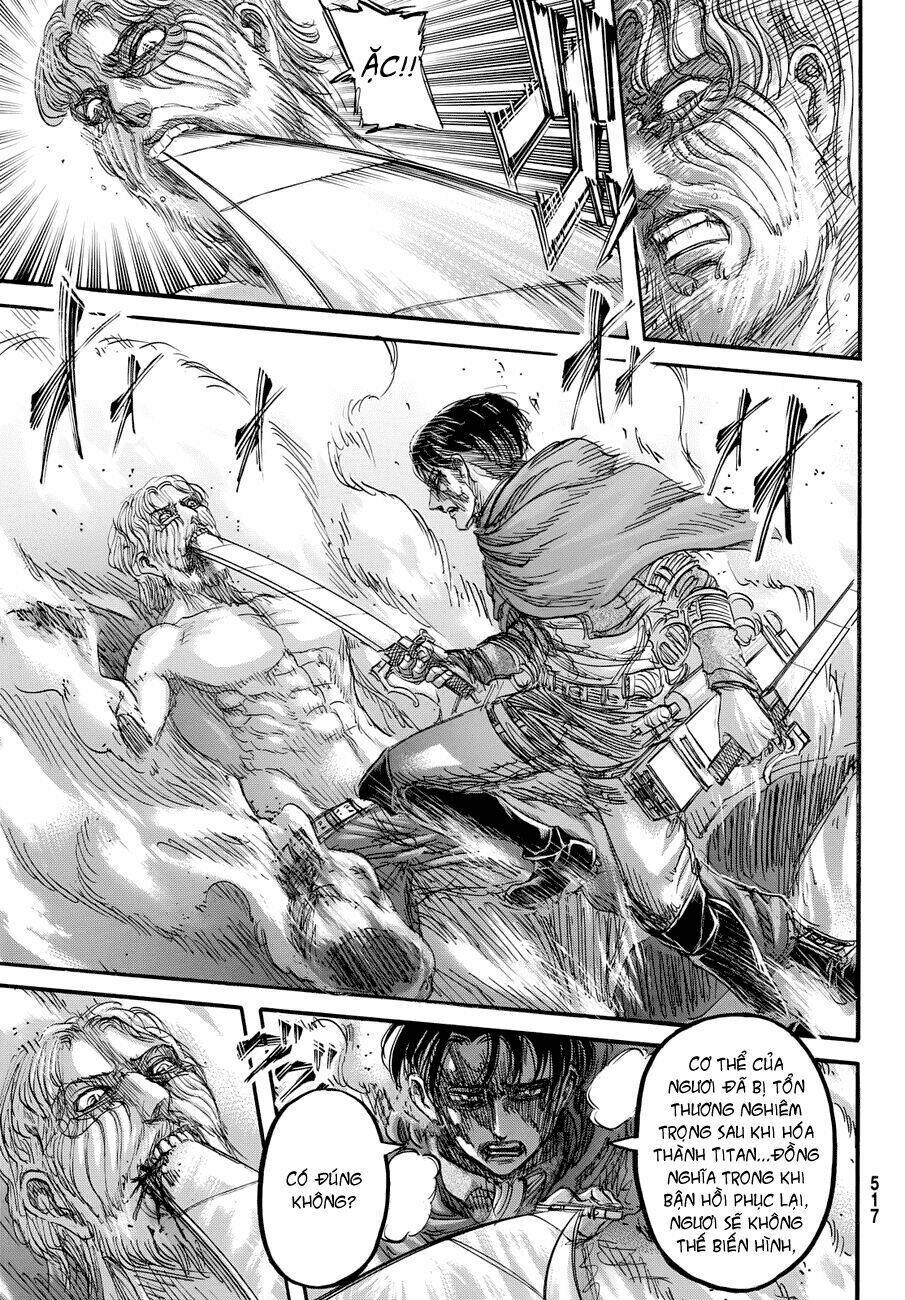 ẶC!!
CƠ THỂ CỦA
NGƯƠI ĐÃ BỊ TỔN
THƯƠNG NGHIÊM
TRỌNG SAU KHI HÓA
THÀNH TITAN...ĐỒNG
NGHĨA TRONG KHI
BẬN HỒI PHỤC LẠI,
NGƯƠI SẼ KHÔNG
THỂ BIẾN HÌNH,
CÓ ĐÚNG
KHÔNG?
517